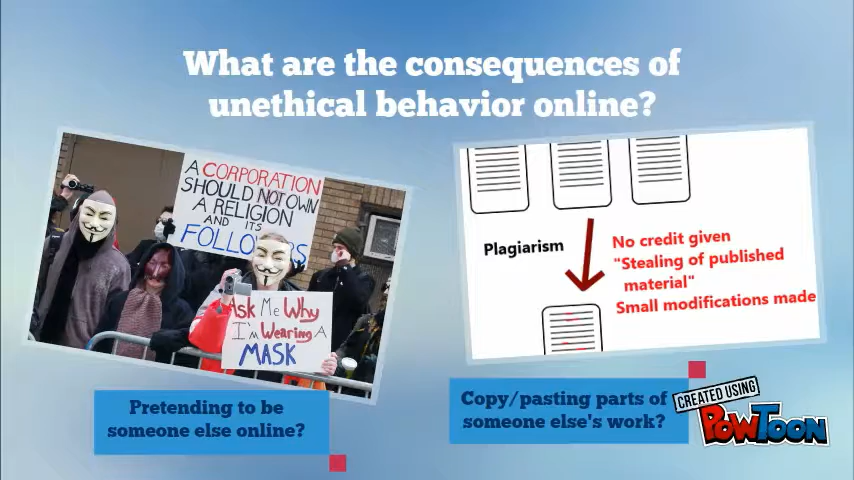 What are the consequences of
unethical behavior online?
A CORPORATION
SHOULD NOT OWN
A RELIGION
AND ITS
Ask Me Why
I'm Wearing A
MASK
Pretending to be
someone else online?
Plagiarism
No credit given
"Stealing of published
material"
Small modifications made
Copy/pasting parts of
someone else's work?
CREATED USING
POWTOON